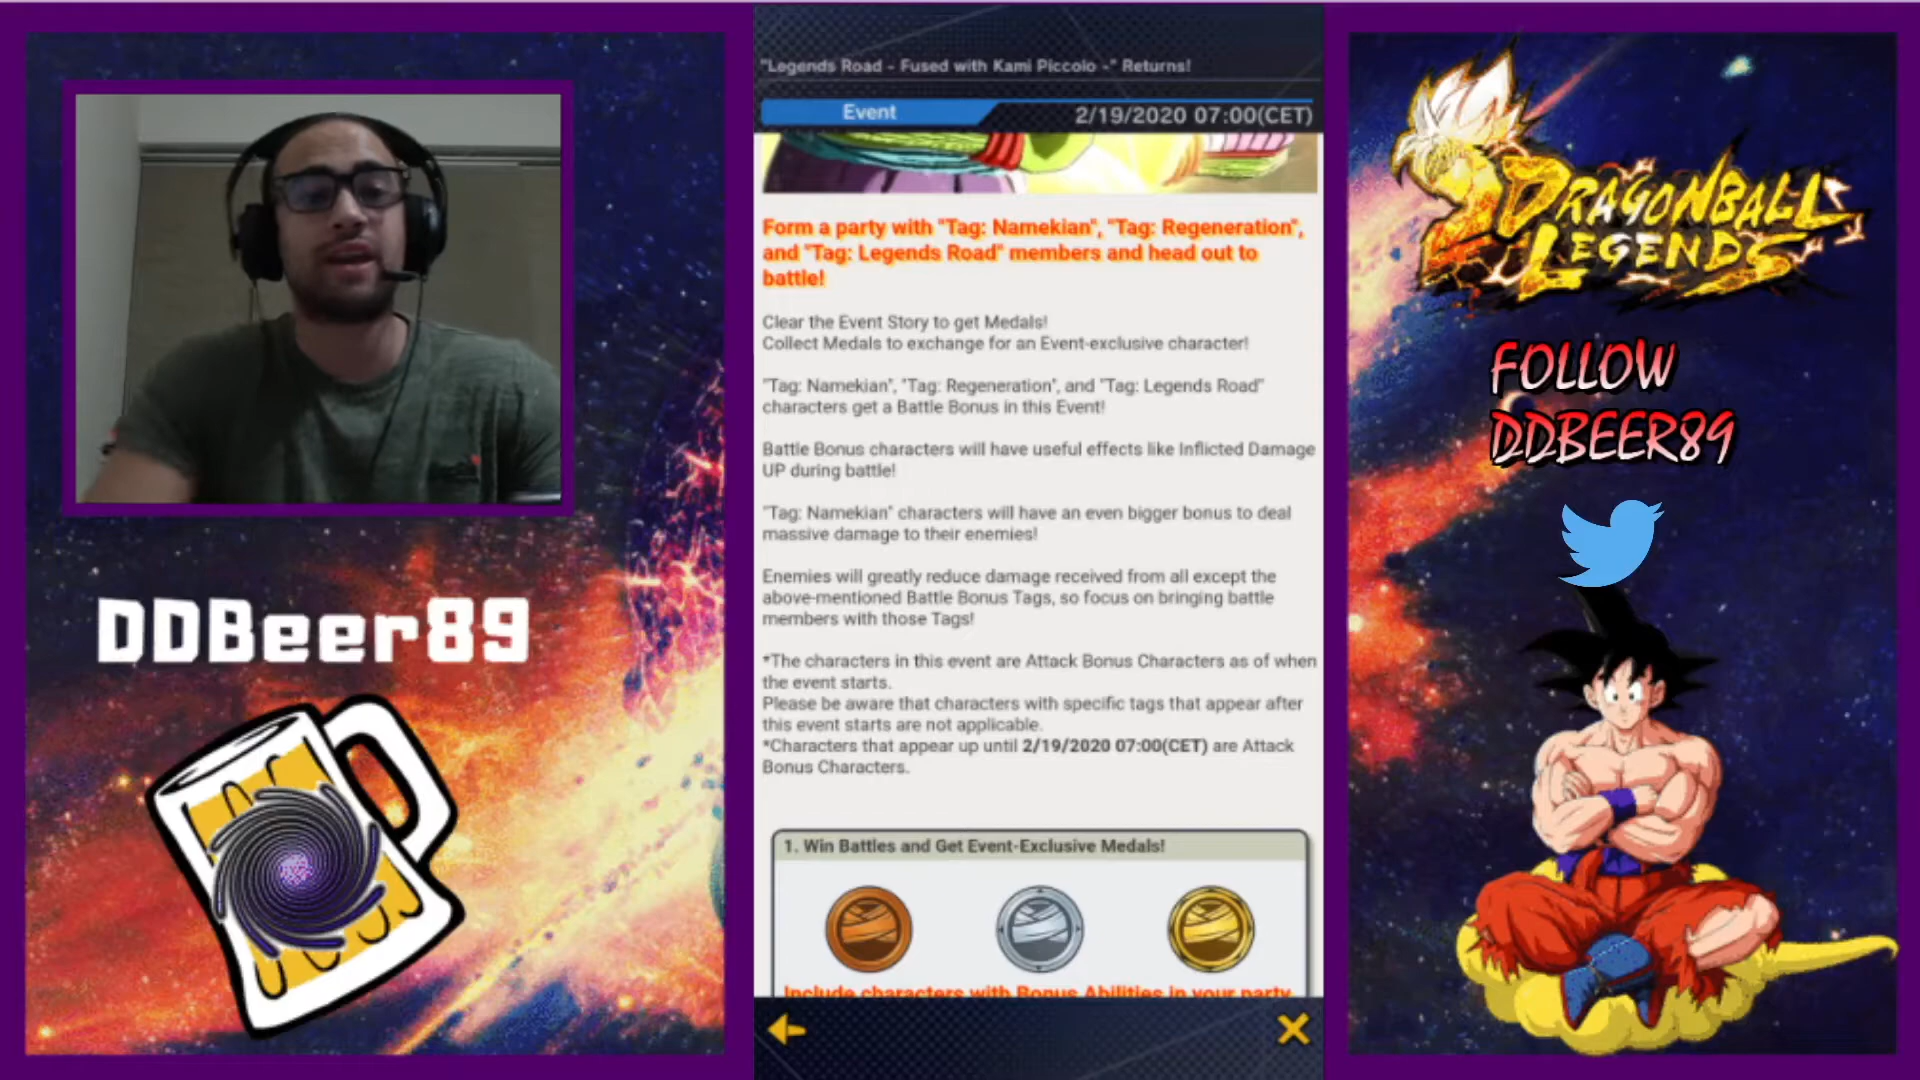 "Legends Road - Fused with Kami Piccolo -" Returns!
Event
2/19/2020 07:00(CET)
Form a party with "Tag: Namekian", "Tag: Regeneration",
and "Tag: Legends Road" members and head out to
battle!
Clear the Event Story to get Medals!
Collect Medals to exchange for an Event-exclusive character!
"Tag: Namekian", "Tag: Regeneration", and "Tag: Legends Road"
characters get a Battle Bonus in this Event!
Battle Bonus characters will have useful effects like Inflicted Damage
UP during battle!
"Tag: Namekian" characters will have an even bigger bonus to deal
massive damage to their enemies!
Enemies will greatly reduce damage received from all except the
above-mentioned Battle Bonus Tags, so focus on bringing battle
members with those Tags!
*The characters in this event are Attack Bonus Characters as of when
the event starts.
Please be aware that characters with specific tags that appear after
this event starts are not applicable.
*Characters that appear up until 2/19/2020 07:00(CET) are Attack
Bonus Characters.
1. Win Battles and Get Event-Exclusive Medals!
Include characters with Bonus Abilities in your party
DDBeer89
DRAGONBALL
LEGENDS
FOLLOW
DDBEER89